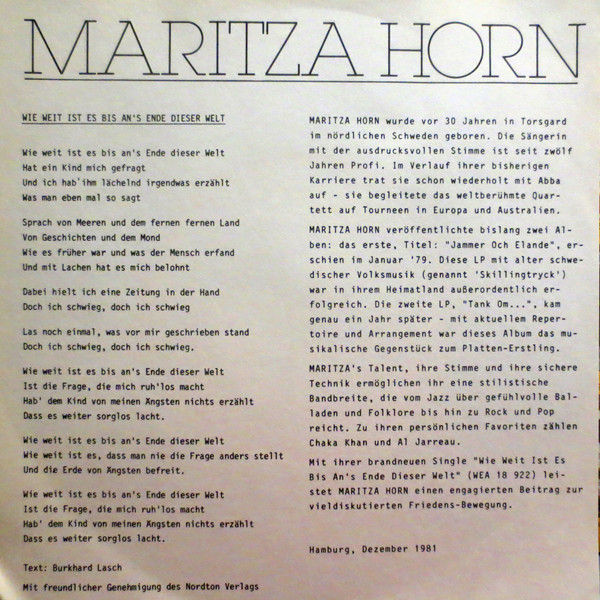 MARITZA HORN
WIE WEIT IST ES BIS AN'S ENDE DIESER WELT
Wie weit ist es bis an's Ende dieser Welt
Hat ein Kind mich gefragt
Und ich hab'ihm lächelnd irgendwas erzählt
Was man eben mal so sagt
Sprach von Meeren und dem fernen fernen Land
Von Geschichten und dem Mond
Wie es früher war und was der Mensch erfand
Und mit Lachen hat es mich belohnt
Dabei hielt ich eine Zeitung in der Hand
Doch ich schwieg, doch ich schwieg
Las noch einmal, was vor mir geschrieben stand
Doch ich schwieg, doch ich schwieg.
Wie weit ist es bis an's Ende dieser Welt
Ist die Frage, die mich ruh'los macht
Hab' dem Kind von meinen Ängsten nichts erzählt
Dass es weiter sorglos lacht.
Wie weit ist es bis an's Ende dieser Welt
Wie weit ist es, dass man nie die Frage anders stellt
Und die Erde von Ängsten befreit.
Wie weit ist es bis an's Ende dieser Welt
Ist die Frage, die mich ruh'los macht
Hab' dem Kind von meinen Ängsten nichts erzählt
Dass es weiter sorglos lacht.
Text: Burkhard Lasch
Mit freundlicher Genehmigung des Nordton Verlags
MARITZA HORN wurde vor 30 Jahren in Torsgard
im nördlichen Schweden geboren. Die Sängerin
mit der ausdrucksvollen Stimme ist seit zwölf
Jahren Profi. Im Verlauf ihrer bisherigen
Karriere trat sie schon wiederholt mit Abba
auf - sie begleitete das weltberühmte Quar-
tett auf Tourneen in Europa und Australien.
MARITZA HORN veröffentlichte bislang zwei Al-
ben: das erste, Titel: "Jammer Och Elande", er-
schien im Januar '79. Diese LP mit alter schwe-
discher Volksmusik (genannt 'Skillingtryck')
war in ihrem Heimatland außerordentlich er-
folgreich. Die zweite LP, "Tank Om...", kam
genau ein Jahr später - mit aktuellem Reper-
toire und Arrangement war dieses Album das mu-
sikalische Gegenstück zum Platten-Erstling.
MARITZA's Talent, ihre Stimme und ihre sichere
Technik ermöglichen ihr eine stilistische
Bandbreite, die vom Jazz über gefühlvolle Bal-
laden und Folklore bis hin zu Rock und Pop
reicht. Zu ihren persönlichen Favoriten zählen
Chaka Khan und Al Jarreau.
Mit ihrer brandneuen Single "Wie Weit Ist Es
Bis An's Ende Dieser Welt" (WEA 18 922) lei-
stet MARITZA HORN einen engagierten Beitrag zur
vieldiskutierten Friedens-Bewegung.
Hamburg, Dezember 1981